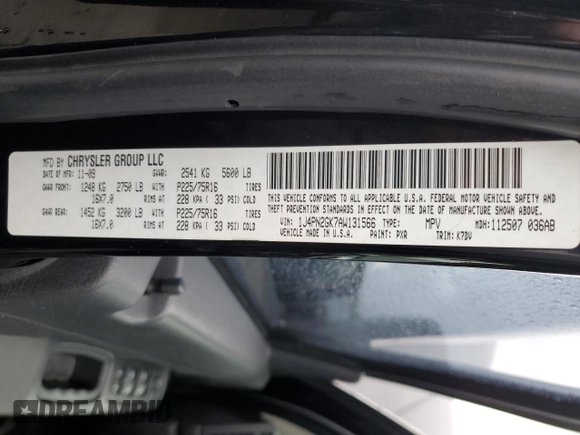 MFD BY CHRYSLER GROUP LLC
DATE OF MFR: 11-09 GVWR: 2541 KG 5600 LB
GAWR FRONT: 1248 KG 2750 LB WITH P225/75R16 TIRES
16X7.0 RIMS AT 228 KPA ( 33 PSI) COLD
GAWR REAR: 1452 KG 3200 LB WITH P225/75R16 TIRES
16X7.0 RIMS AT 228 KPA ( 33 PSI) COLD
THIS VEHICLE CONFORMS TO ALL APPLICABLE U.S.A. FEDERAL MOTOR VEHICLE SAFETY AND
THEFT PREVENTION STANDARDS IN EFFECT ON THE DATE OF MANUFACTURE SHOWN ABOVE.
VIN: 1J4PN2GK7AW131566 TYPE: MPV MDH: 112507 036AB
VEHICLE MADE IN U.S.A. PAINT: PXR TRIM: K7DV
DREAMBID